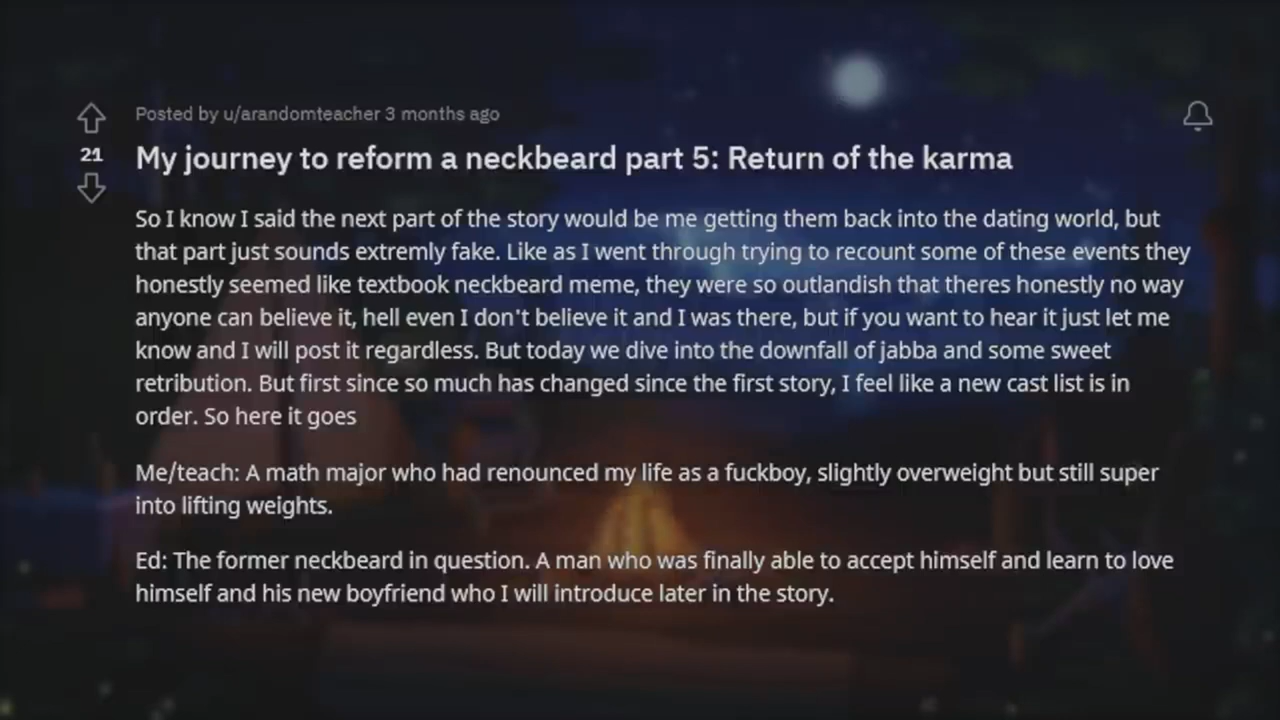 Posted by u/arandomteacher 3 months ago
21
My journey to reform a neckbeard part 5: Return of the karma
So I know I said the next part of the story would be me getting them back into the dating world, but
that part just sounds extremly fake. Like as I went through trying to recount some of these events they
honestly seemed like textbook neckbeard meme, they were so outlandish that theres honestly no way
anyone can believe it, hell even I don't believe it and I was there, but if you want to hear it just let me
know and I will post it regardless. But today we dive into the downfall of jabba and some sweet
retribution. But first since so much has changed since the first story, I feel like a new cast list is in
order. So here it goes
Me/teach: A math major who had renounced my life as a fuckboy, slightly overweight but still super
into lifting weights.
Ed: The former neckbeard in question. A man who was finally able to accept himself and learn to love
himself and his new boyfriend who I will introduce later in the story.